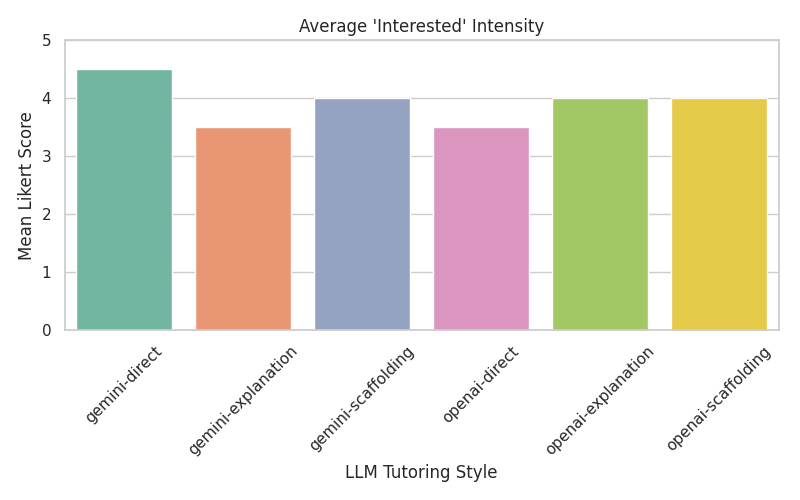 Average 'Interested' Intensity
5
4
3
2
1
0
Mean Likert Score
gemini-direct
gemini-explanation
gemini-scaffolding
openai-direct
openai-explanation
openai-scaffolding
LLM Tutoring Style